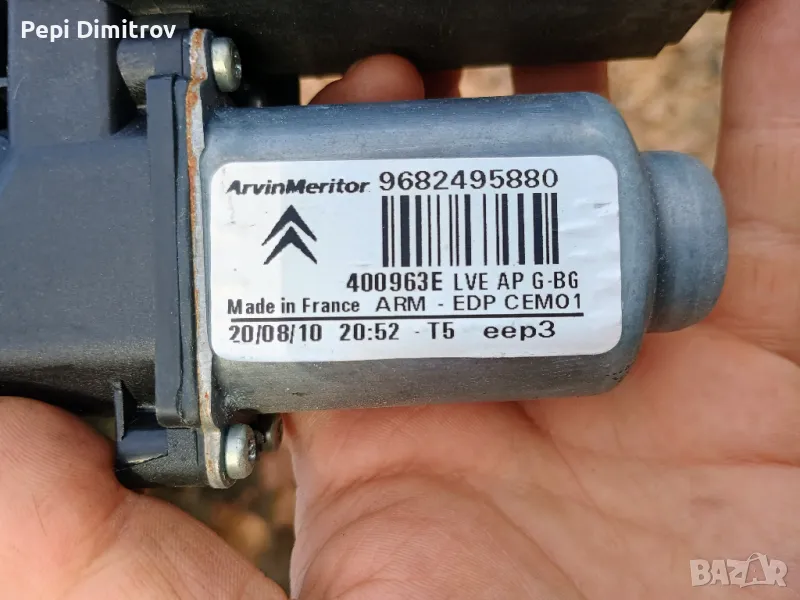 Pepi Dimitrov
ArvinMeritor 9682495880
400963E LVE AP G-BG
Made in France ARM - EDP CEM01
20/08/10 20:52 - T5 eep3
BAZAR